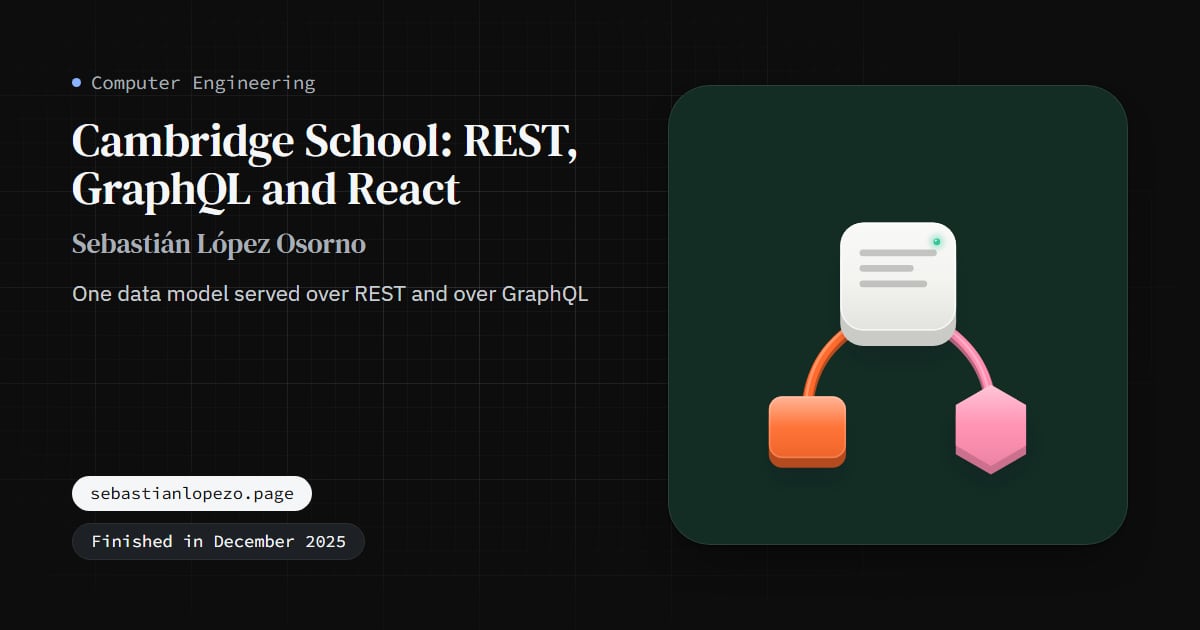 Computer Engineering
Cambridge School: REST,
GraphQL and React
Sebastián López Osorno
One data model served over REST and over GraphQL
sebastianlopezo.page
Finished in December 2025